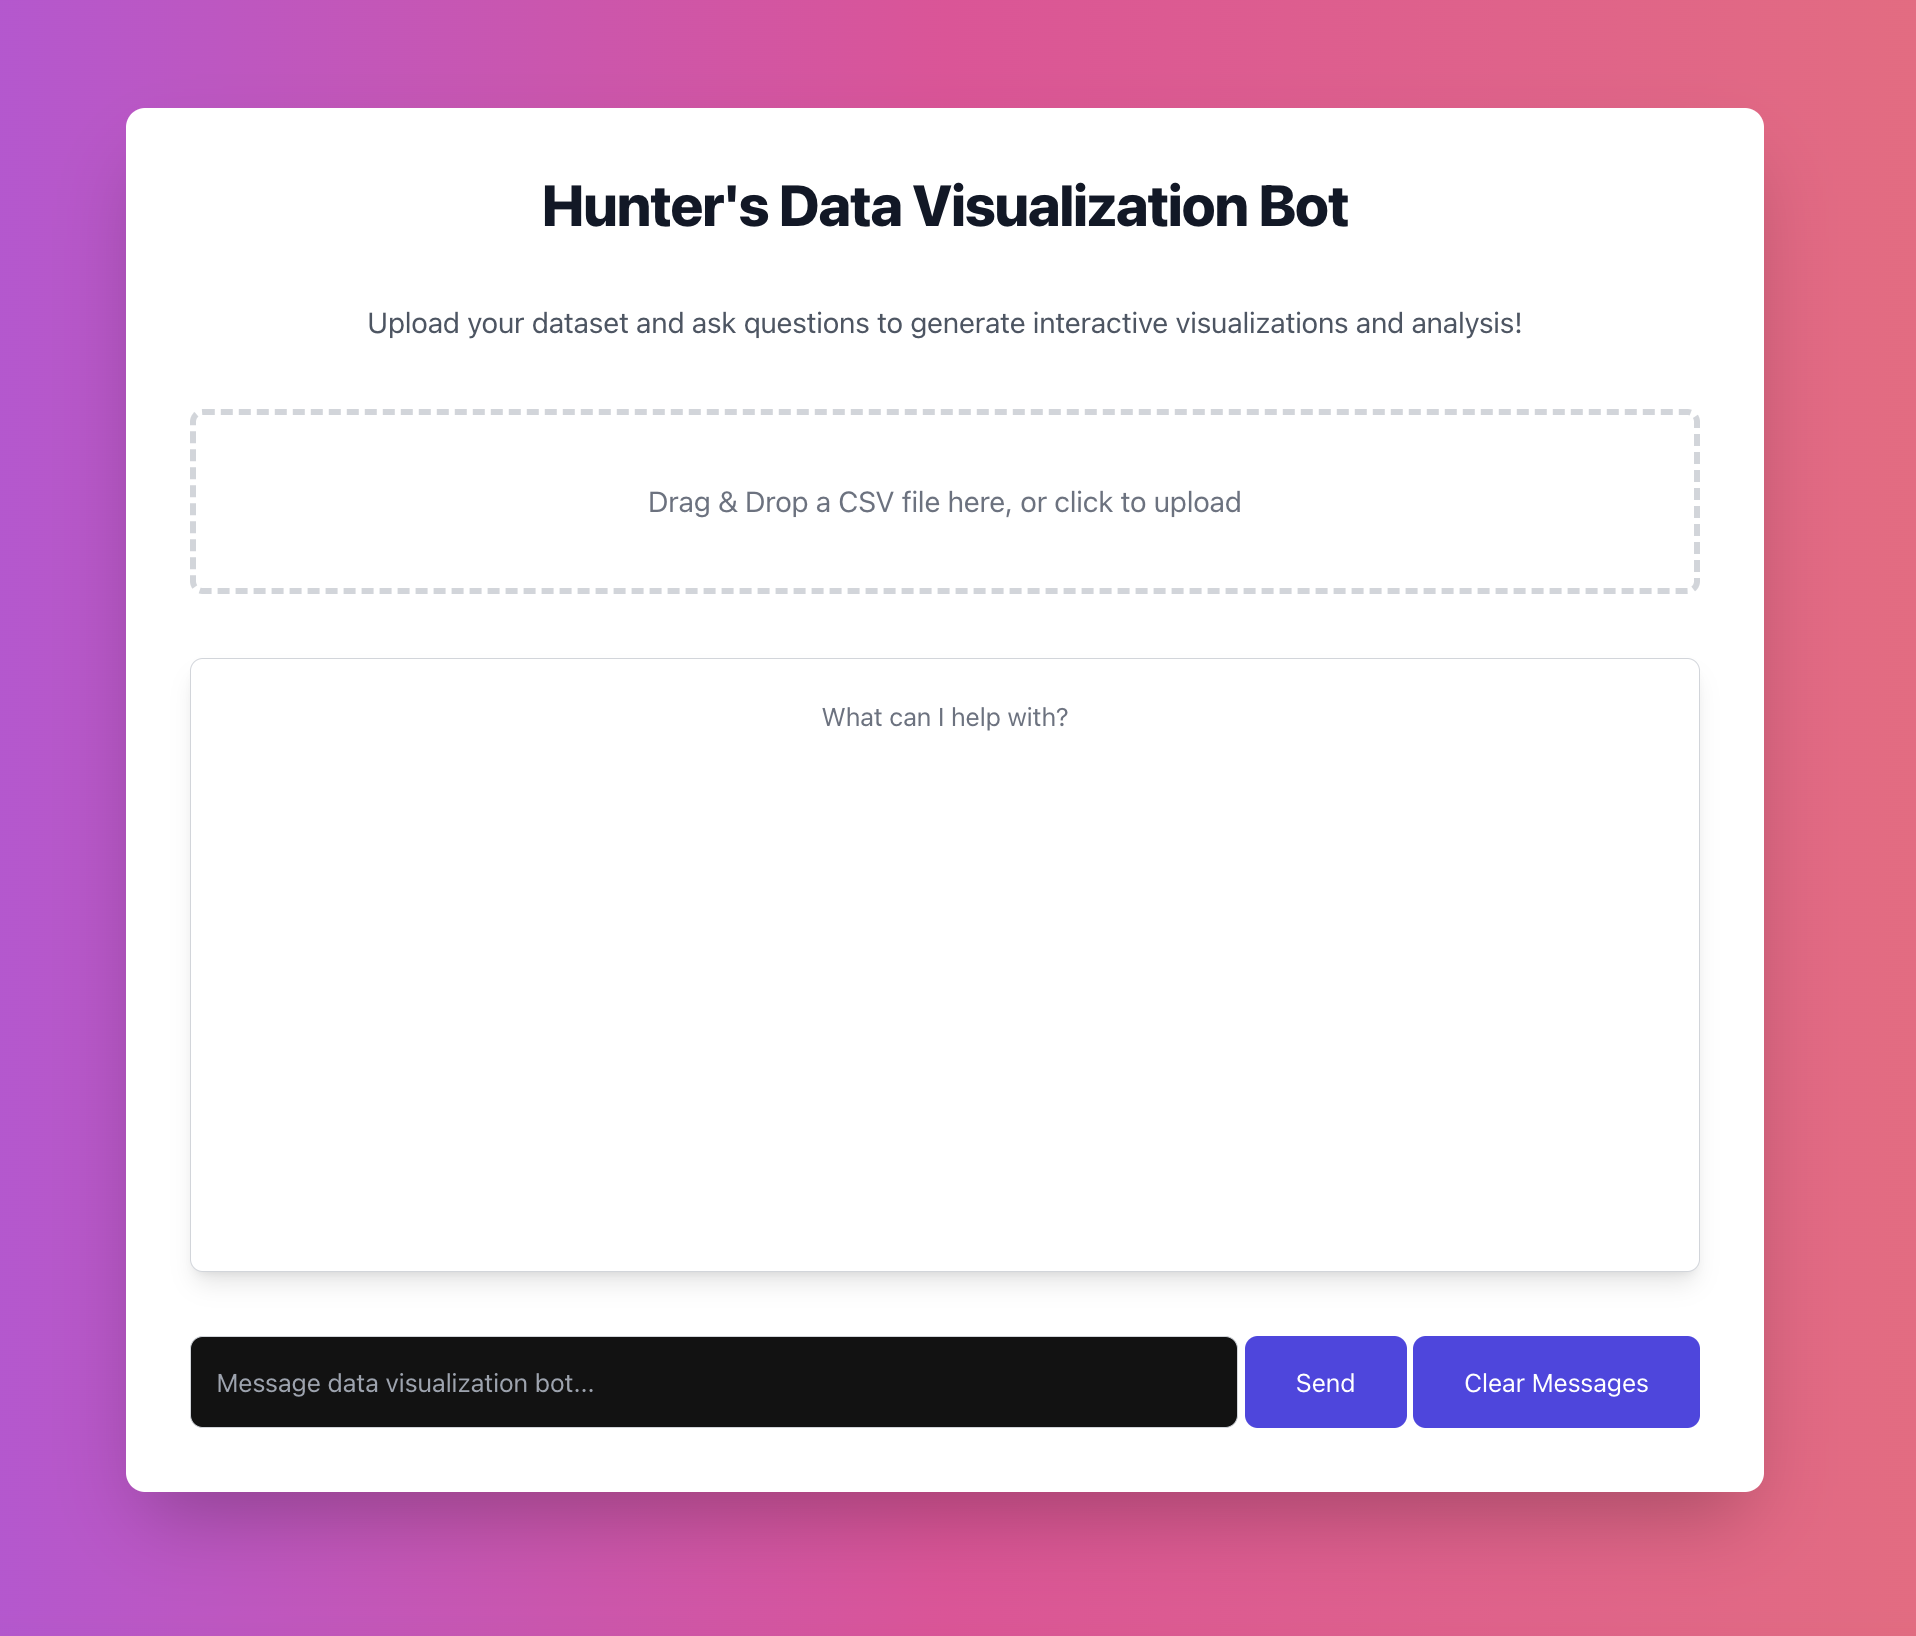 Hunter's Data Visualization Bot
Upload your dataset and ask questions to generate interactive visualizations and analysis!
Drag & Drop a CSV file here, or click to upload
What can I help with?
Message data visualization bot...
Send
Clear Messages